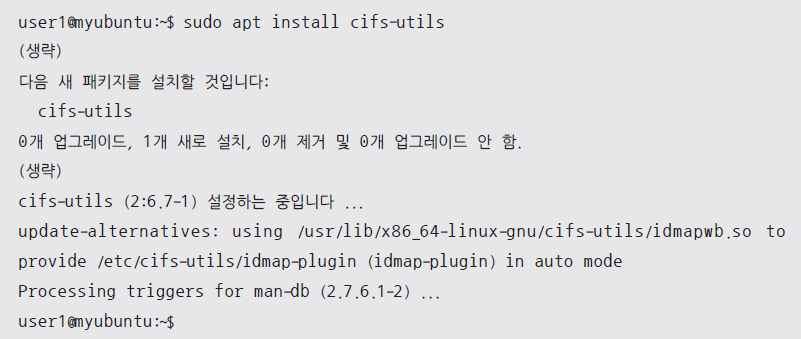 user1@myubuntu:~$ sudo apt install cifs-utils
(생략)
다음 새 패키지를 설치할 것입니다:
  cifs-utils
0개 업그레이드, 1개 새로 설치, 0개 제거 및 0개 업그레이드 안 함.
(생략)
cifs-utils (2:6.7-1) 설정하는 중입니다 ...
update-alternatives: using /usr/lib/x86_64-linux-gnu/cifs-utils/idmapwb.so to
provide /etc/cifs-utils/idmap-plugin (idmap-plugin) in auto mode
Processing triggers for man-db (2.7.6.1-2) ...
user1@myubuntu:~$